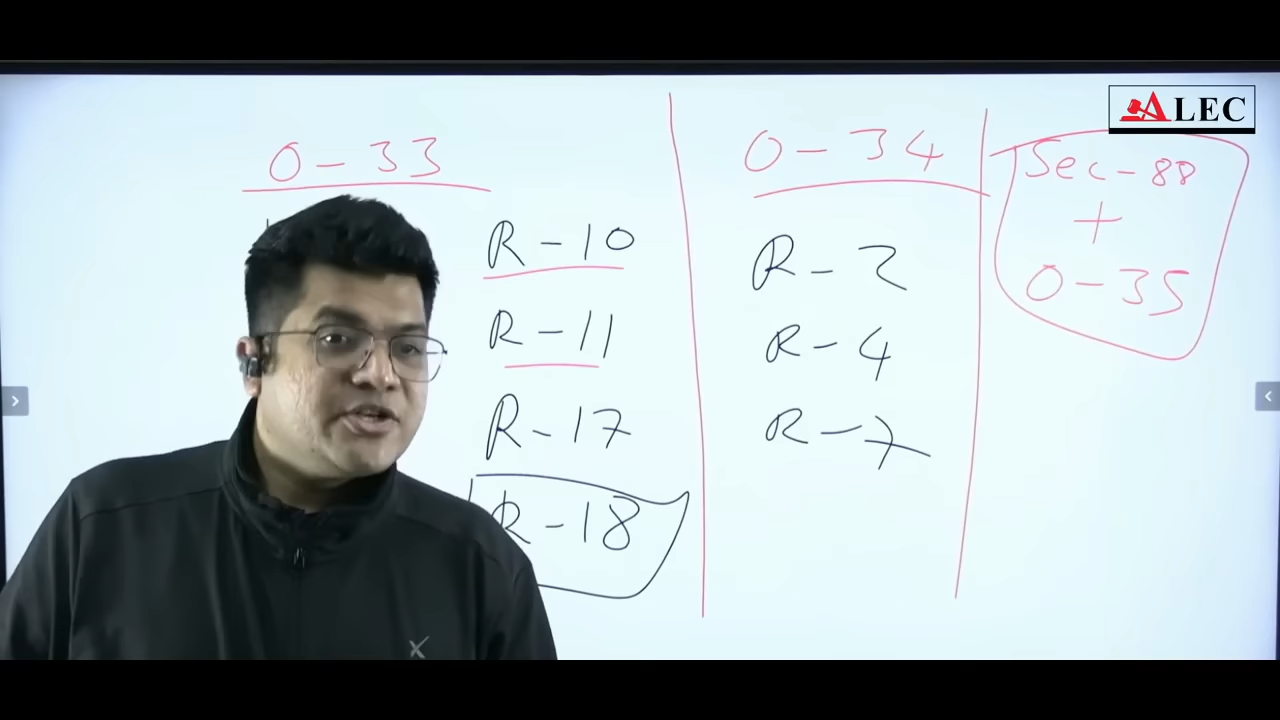 ALEC
O - 33
R - 10
R - 11
R - 17
R - 18
O - 34
R - 2
R - 4
R - 7
Sec - 88
+
O - 35